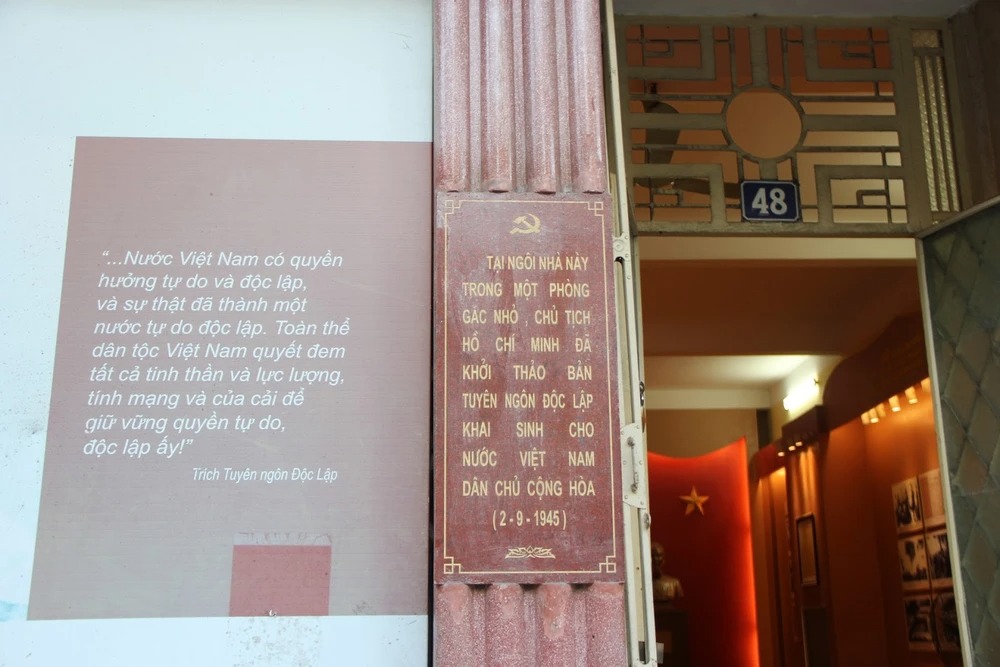 “...Nước Việt Nam có quyền
hưởng tự do và độc lập,
và sự thật đã thành một
nước tự do độc lập. Toàn thể
dân tộc Việt Nam quyết đem
tất cả tinh thần và lực lượng,
tính mạng và của cải để
giữ vững quyền tự do,
độc lập ấy!”
Trích Tuyên ngôn Độc Lập
TẠI NGÔI NHÀ NÀY
TRONG MỘT PHÒNG
GÁC NHỎ, CHỦ TỊCH
HỒ CHÍ MINH ĐÃ
KHỞI THẢO BẢN
TUYÊN NGÔN ĐỘC LẬP
KHAI SINH CHO
NƯỚC VIỆT NAM
DÂN CHỦ CỘNG HÒA
(2-9-1945)
48